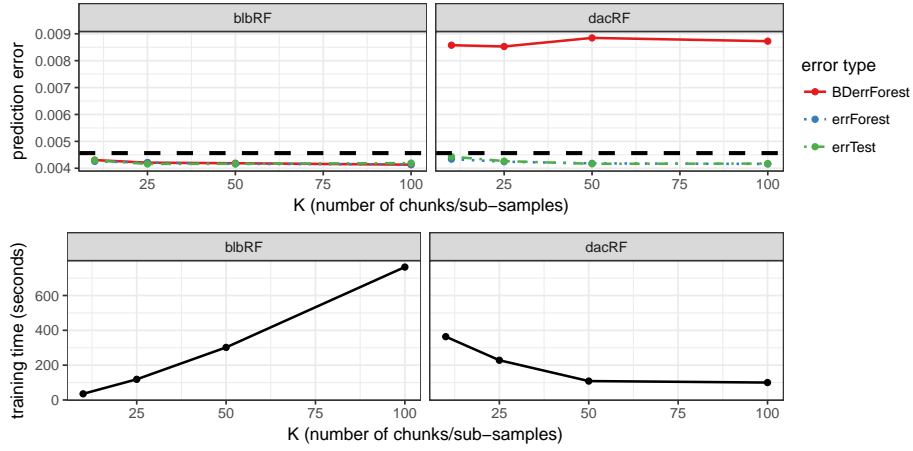 blbRF
dacRF
prediction error
0.009
0.008
0.007
0.006
0.005
0.004
25
50
75
100
25
50
75
100
K (number of chunks/sub−samples)
error type
BDerrForest
errForest
errTest
blbRF
dacRF
training time (seconds)
600
400
200
0
25
50
75
100
25
50
75
100
K (number of chunks/sub−samples)